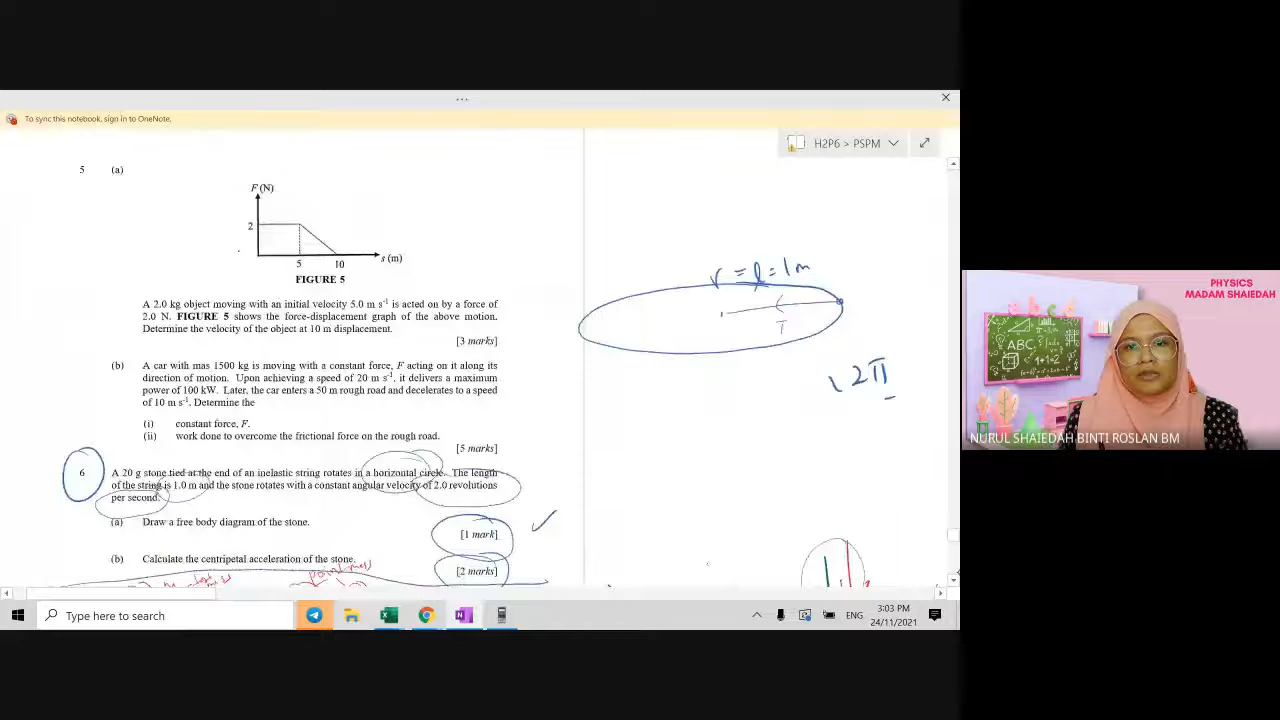 To sync this notebook, sign in to OneNote.
H2P6 > PSPM
5 (a)
F (N)
2
5 10 s (m)
FIGURE 5
A 2.0 kg object moving with an initial velocity 5.0 m s⁻¹ is acted on by a force of
2.0 N. FIGURE 5 shows the force-displacement graph of the above motion.
Determine the velocity of the object at 10 m displacement.
[3 marks]
(b) A car with mas 1500 kg is moving with a constant force, F acting on it along its
direction of motion. Upon achieving a speed of 20 m s⁻¹, it delivers a maximum
power of 100 kW. Later, the car enters a 50 m rough road and decelerates to a speed
of 10 m s⁻¹. Determine the
(i) constant force, F.
(ii) work done to overcome the frictional force on the rough road.
[5 marks]
6 A 20 g stone tied at the end of an inelastic string rotates in a horizontal circle. The length
of the string is 1.0 m and the stone rotates with a constant angular velocity of 2.0 revolutions
per second.
(a) Draw a free body diagram of the stone.
[1 mark]
(b) Calculate the centripetal acceleration of the stone.
[2 marks]
r = l = 1m
T
2π
PHYSICS
MADAM SHAIEDAH
ABC
1+1=2
NURUL SHAIEDAH BINTI ROSLAN BM
Type here to search
ENG
3:03 PM
24/11/2021